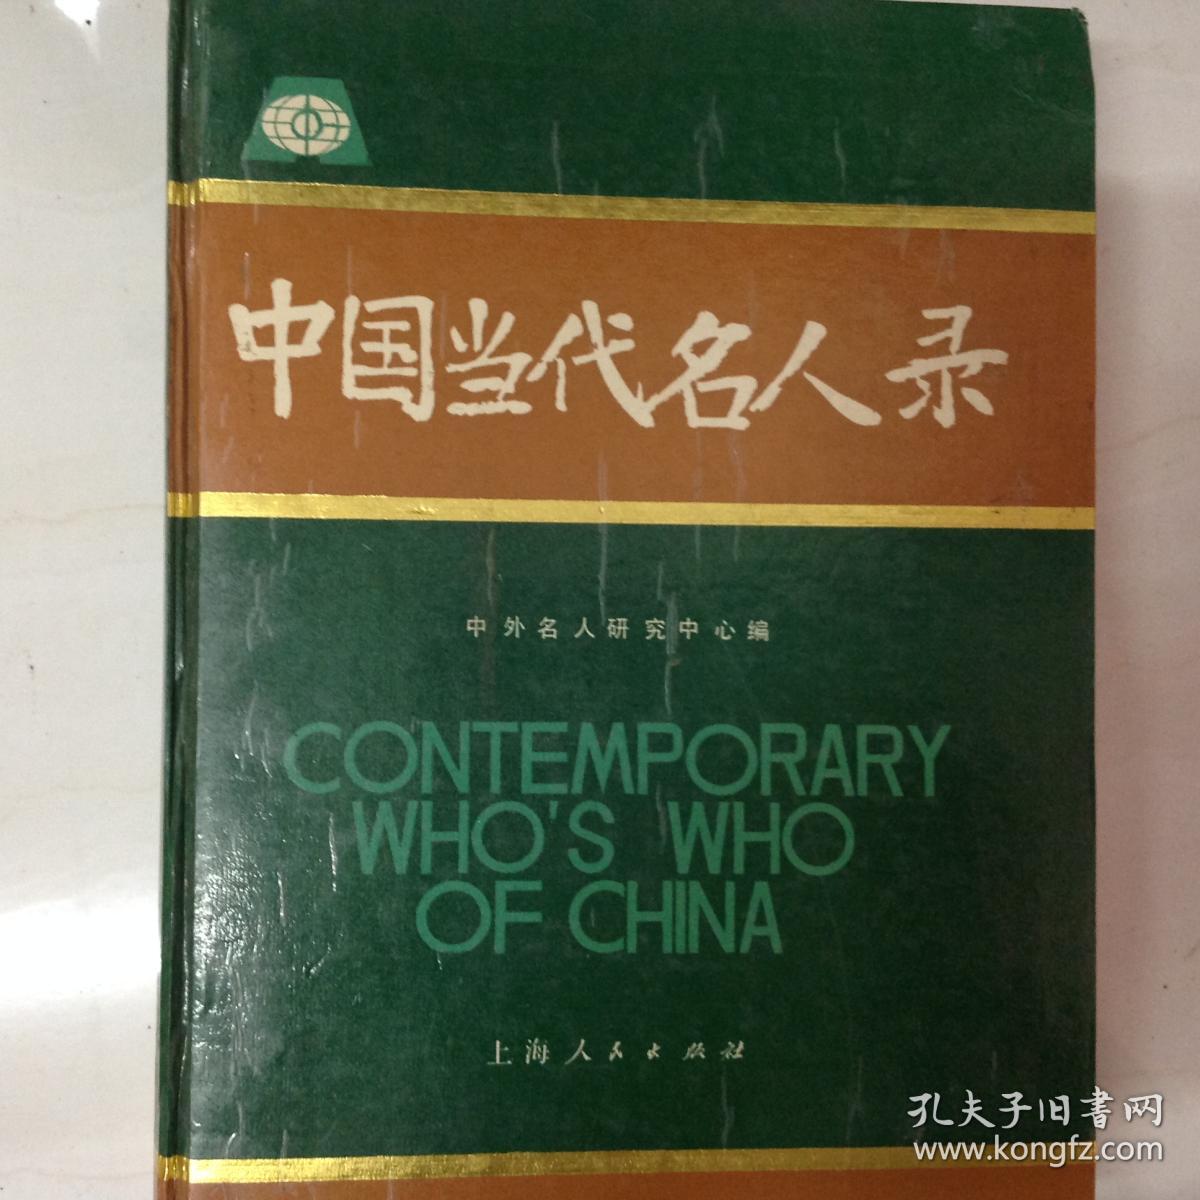 中国当代名人录
中外名人研究中心编
CONTEMPORARY
WHO'S WHO
OF CHINA
上海人民出版社
孔夫子旧书网
www.kongfz.com